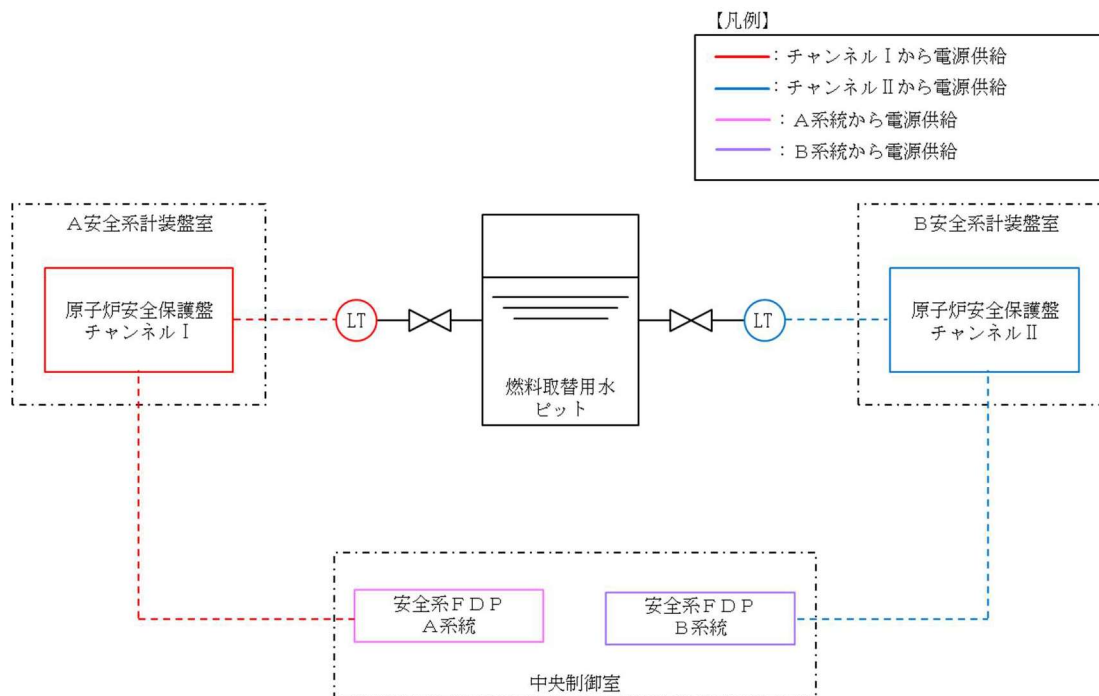 【凡例】
：チャンネルⅠから電源供給
：チャンネルⅡから電源供給
：Ａ系統から電源供給
：Ｂ系統から電源供給
Ａ安全系計装盤室
原子炉安全保護盤
チャンネルⅠ
LT
燃料取替用水
ピット
LT
Ｂ安全系計装盤室
原子炉安全保護盤
チャンネルⅡ
安全系ＦＤＰ
Ａ系統
安全系ＦＤＰ
Ｂ系統
中央制御室